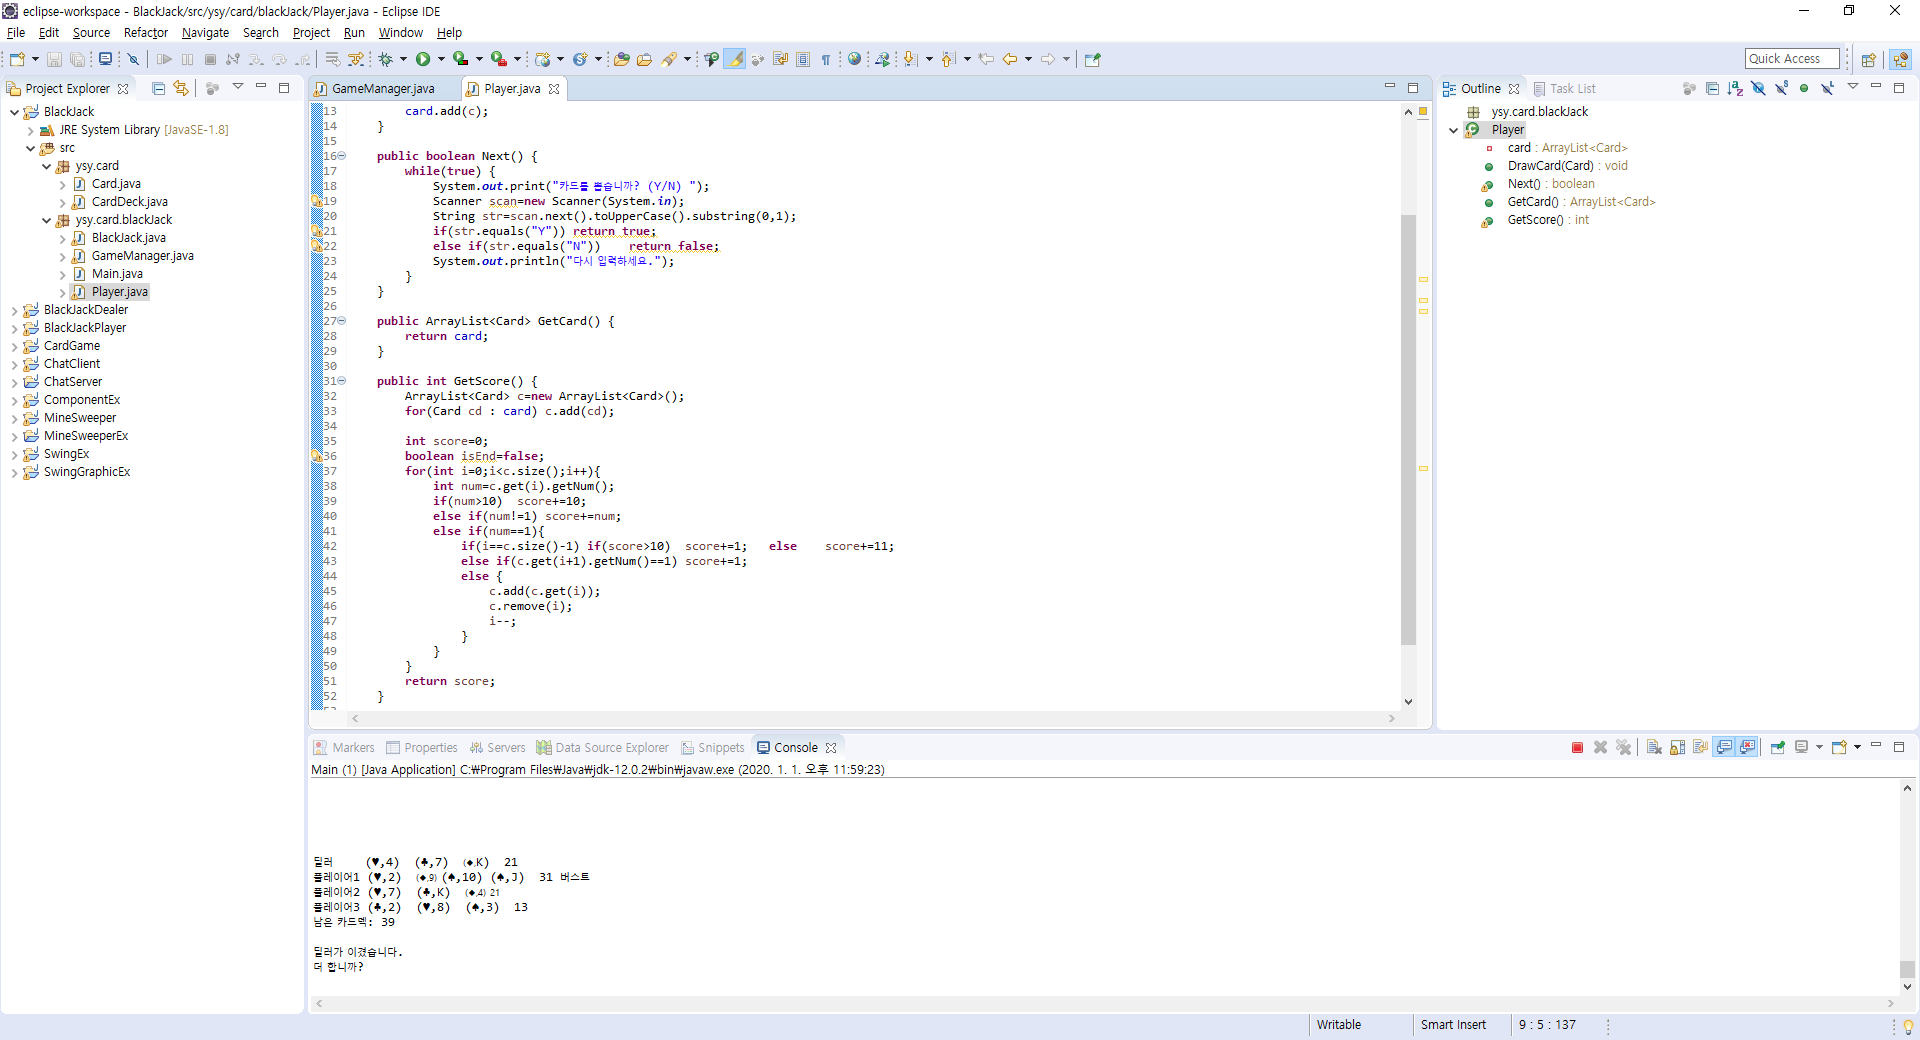 eclipse-workspace - BlackJack/src/ysy/card/blackJack/Player.java - Eclipse IDE
File Edit Source Refactor Navigate Search Project Run Window Help
Quick Access
Project Explorer
BlackJack
JRE System Library [JavaSE-1.8]
src
ysy.card
Card.java
CardDeck.java
ysy.card.blackJack
BlackJack.java
GameManager.java
Main.java
Player.java
BlackJackDealer
BlackJackPlayer
CardGame
ChatClient
ChatServer
ComponentEx
MineSweeper
MineSweeperEx
SwingEx
SwingGraphicEx
GameManager.java Player.java
13 card.add(c);
14 }
15
16 public boolean Next() {
17 while(true) {
18 System.out.print("카드를 뽑습니까? (Y/N) ");
19 Scanner scan=new Scanner(System.in);
20 String str=scan.next().toUpperCase().substring(0,1);
21 if(str.equals("Y")) return true;
22 else if(str.equals("N")) return false;
23 System.out.println("다시 입력하세요.");
24 }
25 }
26
27 public ArrayList<Card> GetCard() {
28 return card;
29 }
30
31 public int GetScore() {
32 ArrayList<Card> c=new ArrayList<Card>();
33 for(Card cd : card) c.add(cd);
34
35 int score=0;
36 boolean isEnd=false;
37 for(int i=0;i<c.size();i++){
38 int num=c.get(i).getNum();
39 if(num>10) score+=10;
40 else if(num!=1) score+=num;
41 else if(num==1){
42 if(i==c.size()-1) if(score>10) score+=1; else score+=11;
43 else if(c.get(i+1).getNum()==1) score+=1;
44 else {
45 c.add(c.get(i));
46 c.remove(i);
47 i--;
48 }
49 }
50 }
51 return score;
52 }
Outline Task List
ysy.card.blackJack
Player
card : ArrayList<Card>
DrawCard(Card) : void
Next() : boolean
GetCard() : ArrayList<Card>
GetScore() : int
Markers Properties Servers Data Source Explorer Snippets Console
Main (1) [Java Application] C:₩Program Files₩Java₩jdk-12.0.2₩bin₩javaw.exe (2020. 1. 1. 오후 11:59:23)
딜러 (♥,4) (♣,7) (◆,K) 21
플레이어1 (♥,2) (◆,9) (♠,10) (♠,J) 31 버스트
플레이어2 (♥,7) (♣,K) (◆,4) 21
플레이어3 (♣,2) (♥,8) (♠,3) 13
남은 카드덱: 39
딜러가 이겼습니다.
더 합니까?
Writable Smart Insert 9 : 5 : 137